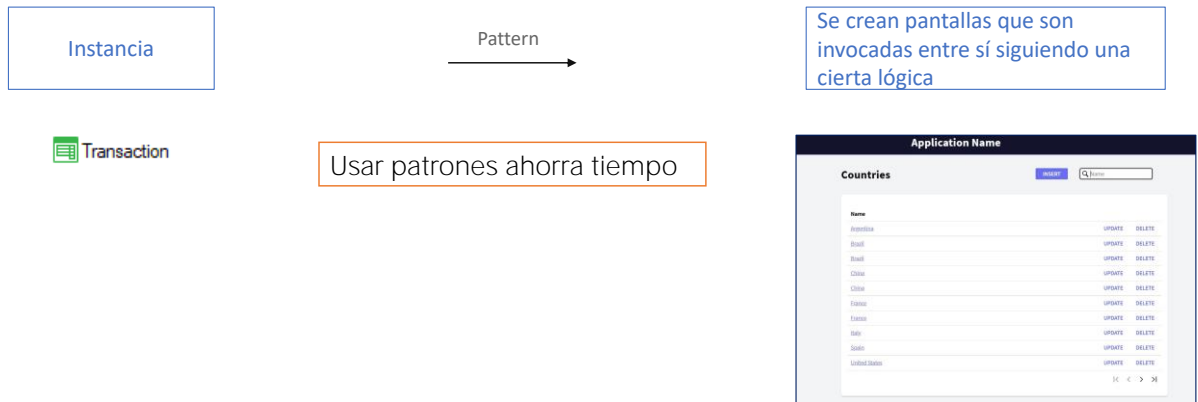 Instancia
Pattern
Se crean pantallas que son
invocadas entre sí siguiendo una
cierta lógica
Transaction
Usar patrones ahorra tiempo
Application Name
Countries
INSERT
Name
Name
Argentina UPDATE DELETE
Brazil UPDATE DELETE
Brazil UPDATE DELETE
China UPDATE DELETE
China UPDATE DELETE
France UPDATE DELETE
France UPDATE DELETE
Italy UPDATE DELETE
Spain UPDATE DELETE
United States UPDATE DELETE